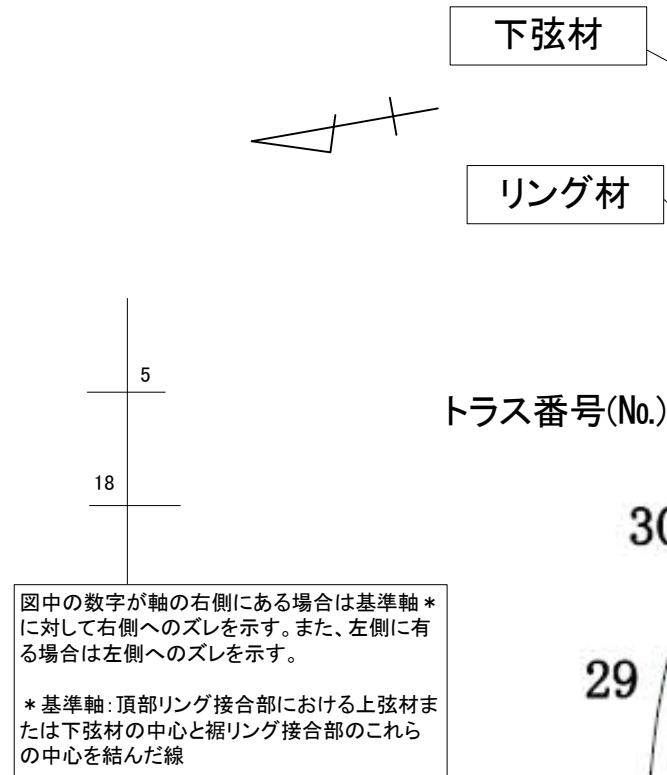 下弦材
リング材
5
トラス番号(No.)
18
30
図中の数字が軸の右側にある場合は基準軸*
に対して右側へのズレを示す。また、左側に有
る場合は左側へのズレを示す。
29
*基準軸:頂部リング接合部における上弦材ま
たは下弦材の中心と裾リング接合部のこれら
の中心を結んだ線